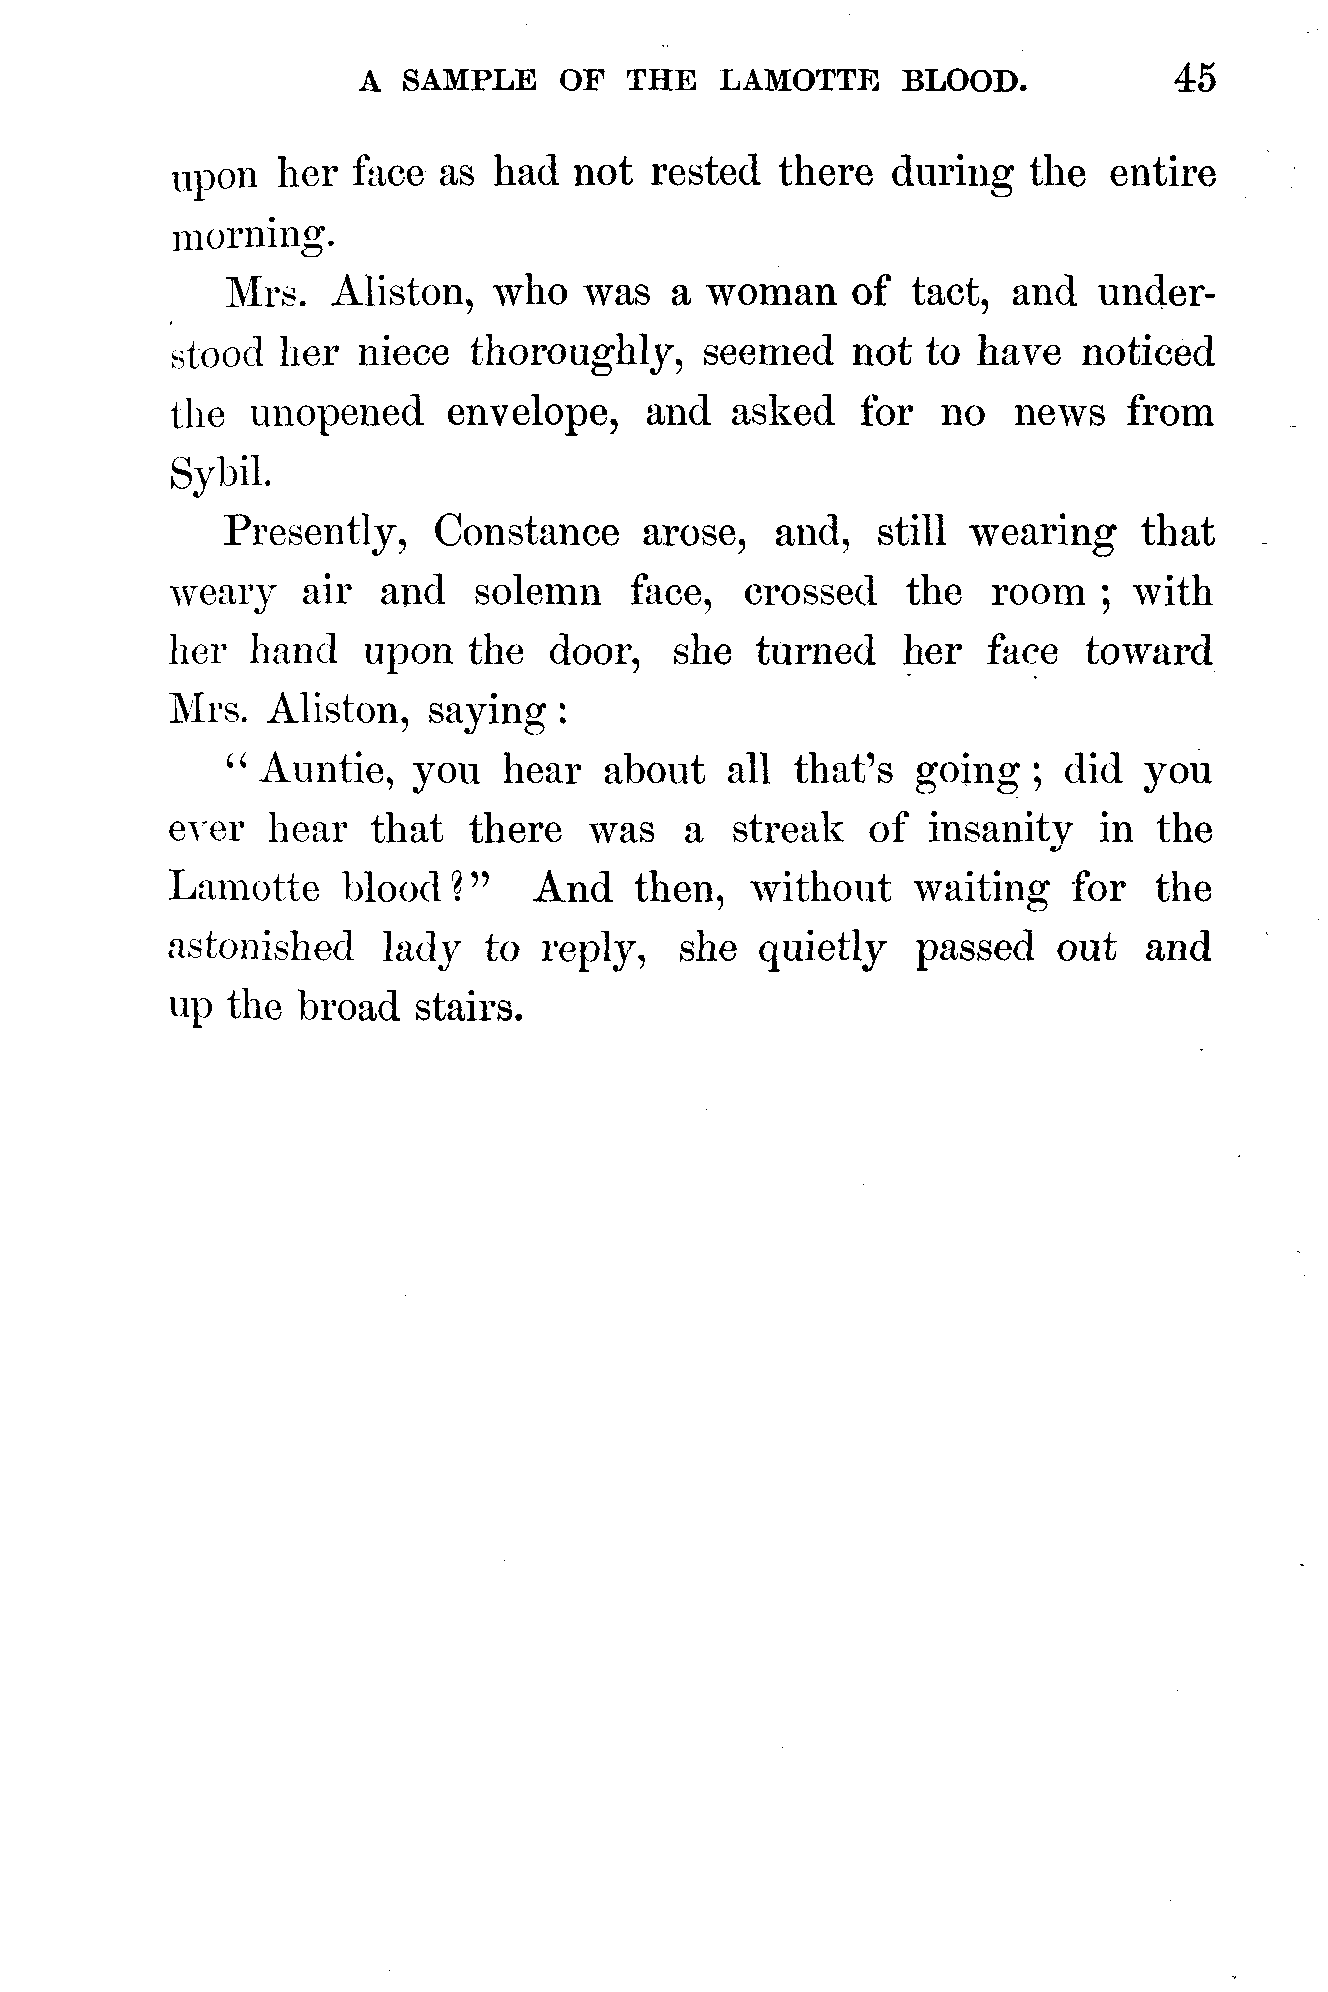 A SAMPLE OF THE LAMOTTE BLOOD. 45
upon her face as had not rested there during the entire
morning.
Mrs. Aliston, who was a woman of tact, and under-
stood her niece thoroughly, seemed not to have noticed
the unopened envelope, and asked for no news from
Sybil.
Presently, Constance arose, and, still wearing that
weary air and solemn face, crossed the room ; with
her hand upon the door, she turned her face toward
Mrs. Aliston, saying :
“ Auntie, you hear about all that’s going ; did you
ever hear that there was a streak of insanity in the
Lamotte blood ?” And then, without waiting for the
astonished lady to reply, she quietly passed out and
up the broad stairs.